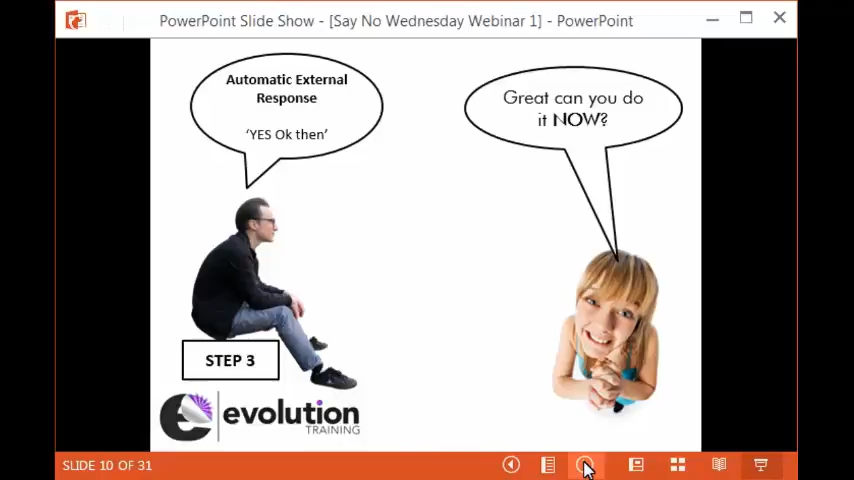 PowerPoint Slide Show - [Say No Wednesday Webinar 1] - PowerPoint
Automatic External
Response
‘YES Ok then’
Great can you do
it NOW?
STEP 3
evolution
TRAINING
SLIDE 10 OF 31